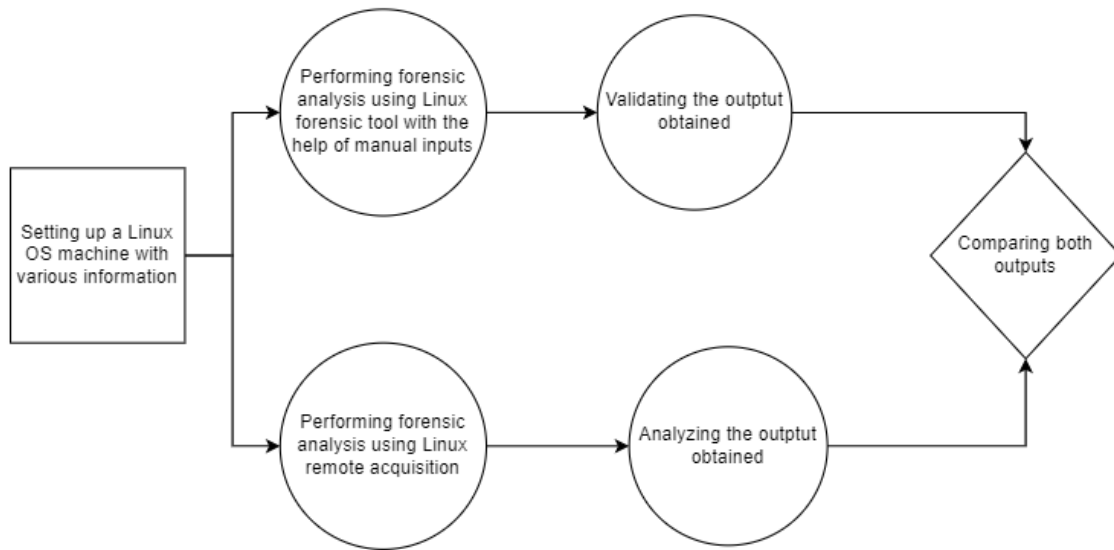 Performing forensic
analysis using Linux
forensic tool with the
help of manual inputs
Validating the outptut
obtained
Setting up a Linux
OS machine with
various information
Comparing both
outputs
Performing forensic
analysis using Linux
remote acquisition
Analyzing the outptut
obtained